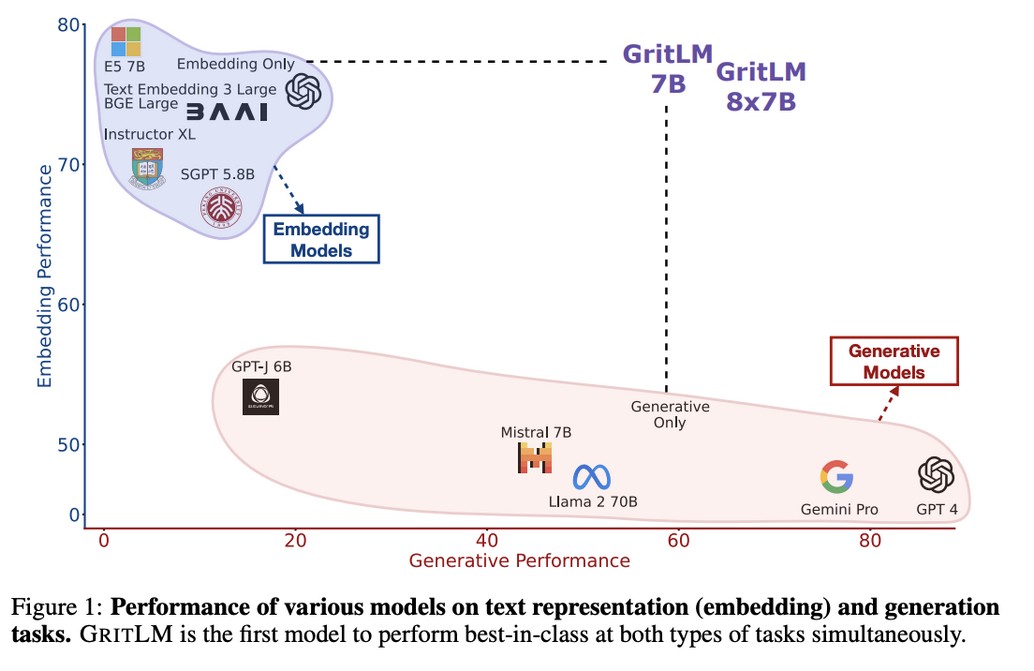 80
E5 7B
Embedding Only
Text Embedding 3 Large
BGE Large
BAAI
Instructor XL
SGPT 5.8B
GritLM
7B
GritLM
8x7B
70
Embedding
Models
Embedding Performance
60
Generative
Models
GPT-J 6B
Generative
Only
Mistral 7B
50
Llama 2 70B
Gemini Pro
GPT 4
0
0 20 40 60 80
Generative Performance
Figure 1: Performance of various models on text representation (embedding) and generation
tasks. GRITLM is the first model to perform best-in-class at both types of tasks simultaneously.